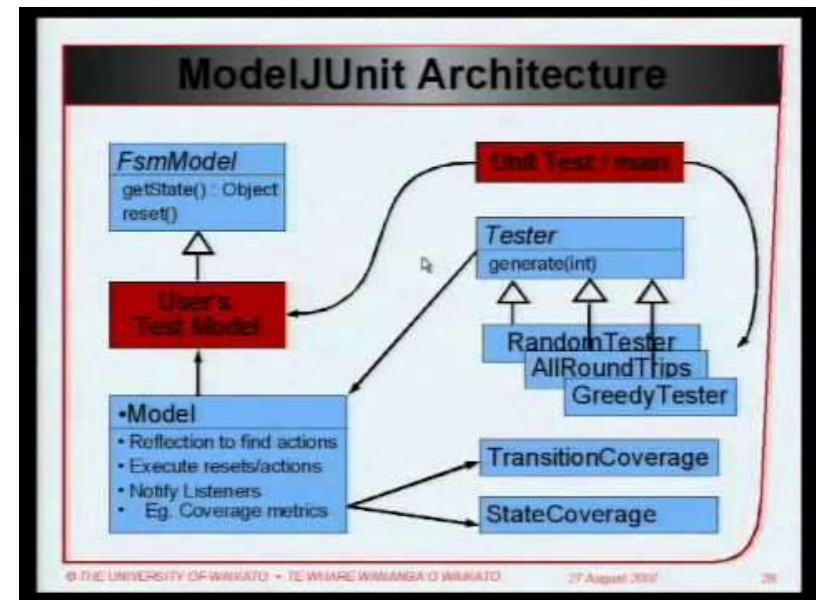 ModelJUnit Architecture
FsmModel
getState() : Object
reset()
Unit Test / main
Tester
generate(int)
User's
Test Model
RandomTester
AllRoundTrips
GreedyTester
•Model
• Reflection to find actions
• Execute resets/actions
• Notify Listeners
• Eg. Coverage metrics
TransitionCoverage
StateCoverage
© THE UNIVERSITY OF WAIKATO • TE WHARE WANANGA O WAIKATO
27 August